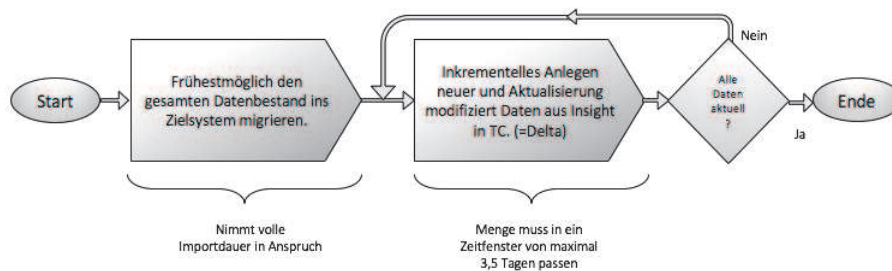 Start
Frühestmöglich den
gesamten Datenbestand ins
Zielsystem migrieren.
Inkrementelles Anlegen
neuer und Aktualisierung
modifiziert Daten aus Insight
in TC. (=Delta)
Nein
Alle
Daten
aktuell
?
Ja
Ende
Nimmt volle
Importdauer in Anspruch
Menge muss in ein
Zeitfenster von maximal
3,5 Tagen passen